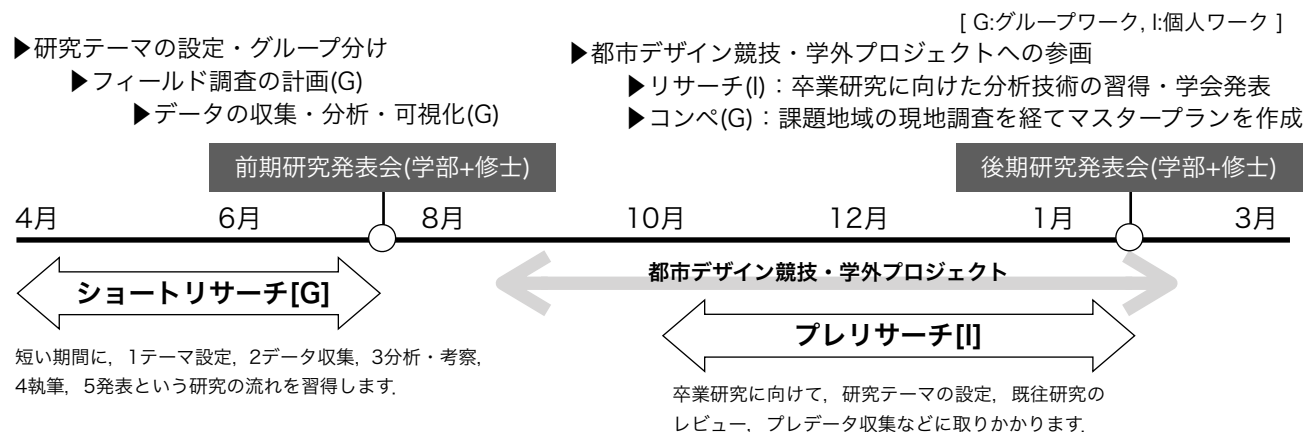 [ G:グループワーク, I:個人ワーク ]
▶研究テーマの設定・グループ分け
▶フィールド調査の計画(G)
▶データの収集・分析・可視化(G)
▶都市デザイン競技・学外プロジェクトへの参画
▶リサーチ(I)：卒業研究に向けた分析技術の習得・学会発表
▶コンペ(G)：課題地域の現地調査を経てマスタープランを作成
前期研究発表会(学部+修士)
後期研究発表会(学部+修士)
4月 6月 8月 10月 12月 1月 3月
都市デザイン競技・学外プロジェクト
ショートリサーチ[G]
プレリサーチ[I]
短い期間に，1テーマ設定，2データ収集，3分析・考察，
4執筆，5発表という研究の流れを習得します．
卒業研究に向けて，研究テーマの設定，既往研究の
レビュー，プレデータ収集などに取りかかります．